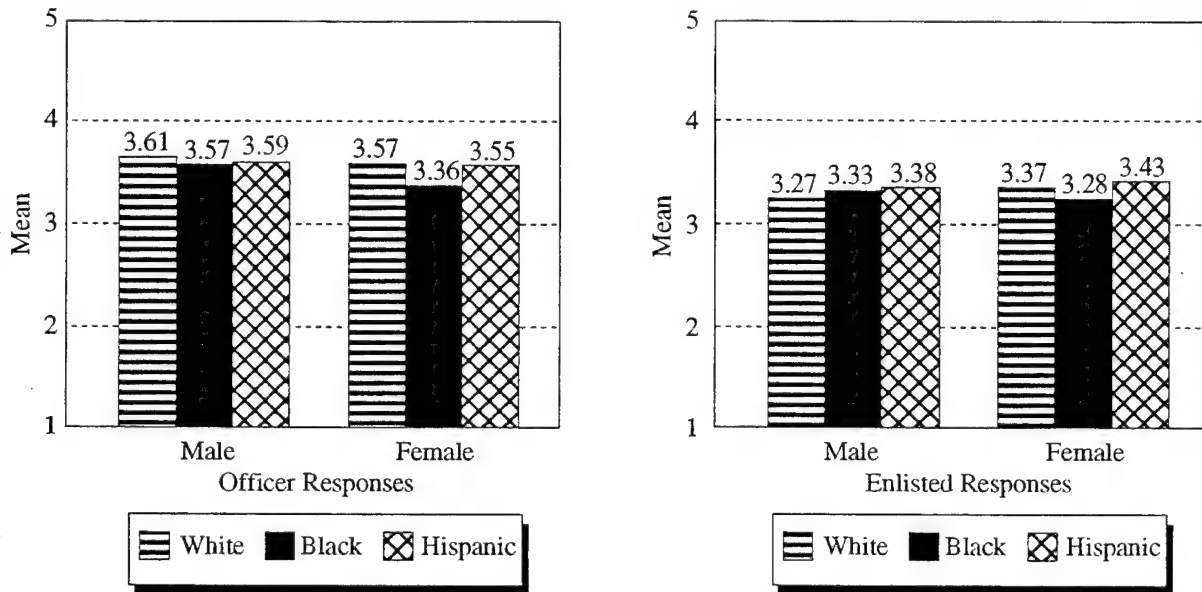 5
4
3
2
1
Mean
3.61 3.57 3.59
3.57 3.36 3.55
Male Female
Officer Responses
White Black Hispanic
5
4
3
2
1
Mean
3.27 3.33 3.38
3.37 3.28 3.43
Male Female
Enlisted Responses
White Black Hispanic